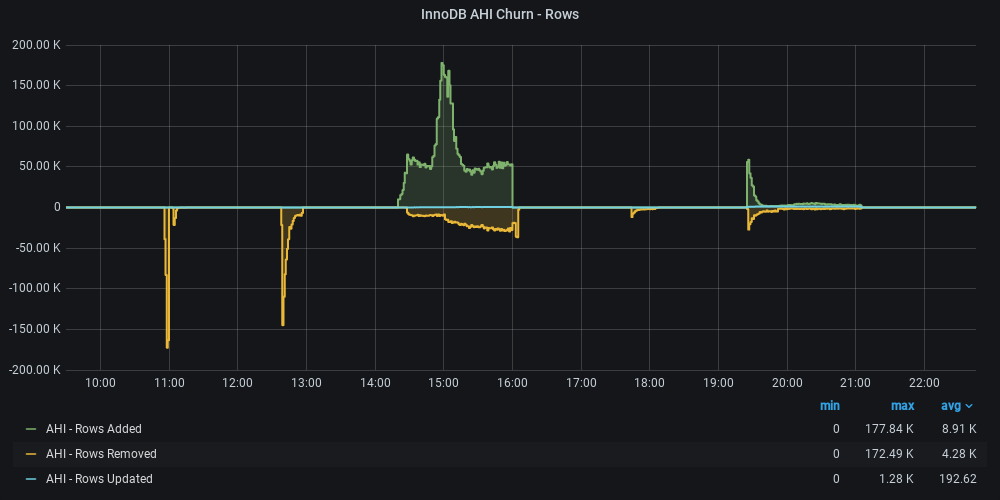 InnoDB AHI Churn - Rows
200.00 K
150.00 K
100.00 K
50.00 K
0
-50.00 K
-100.00 K
-150.00 K
-200.00 K
10:00 11:00 12:00 13:00 14:00 15:00 16:00 17:00 18:00 19:00 20:00 21:00 22:00
min max avg
AHI - Rows Added 0 177.84 K 8.91 K
AHI - Rows Removed 0 172.49 K 4.28 K
AHI - Rows Updated 0 1.28 K 192.62